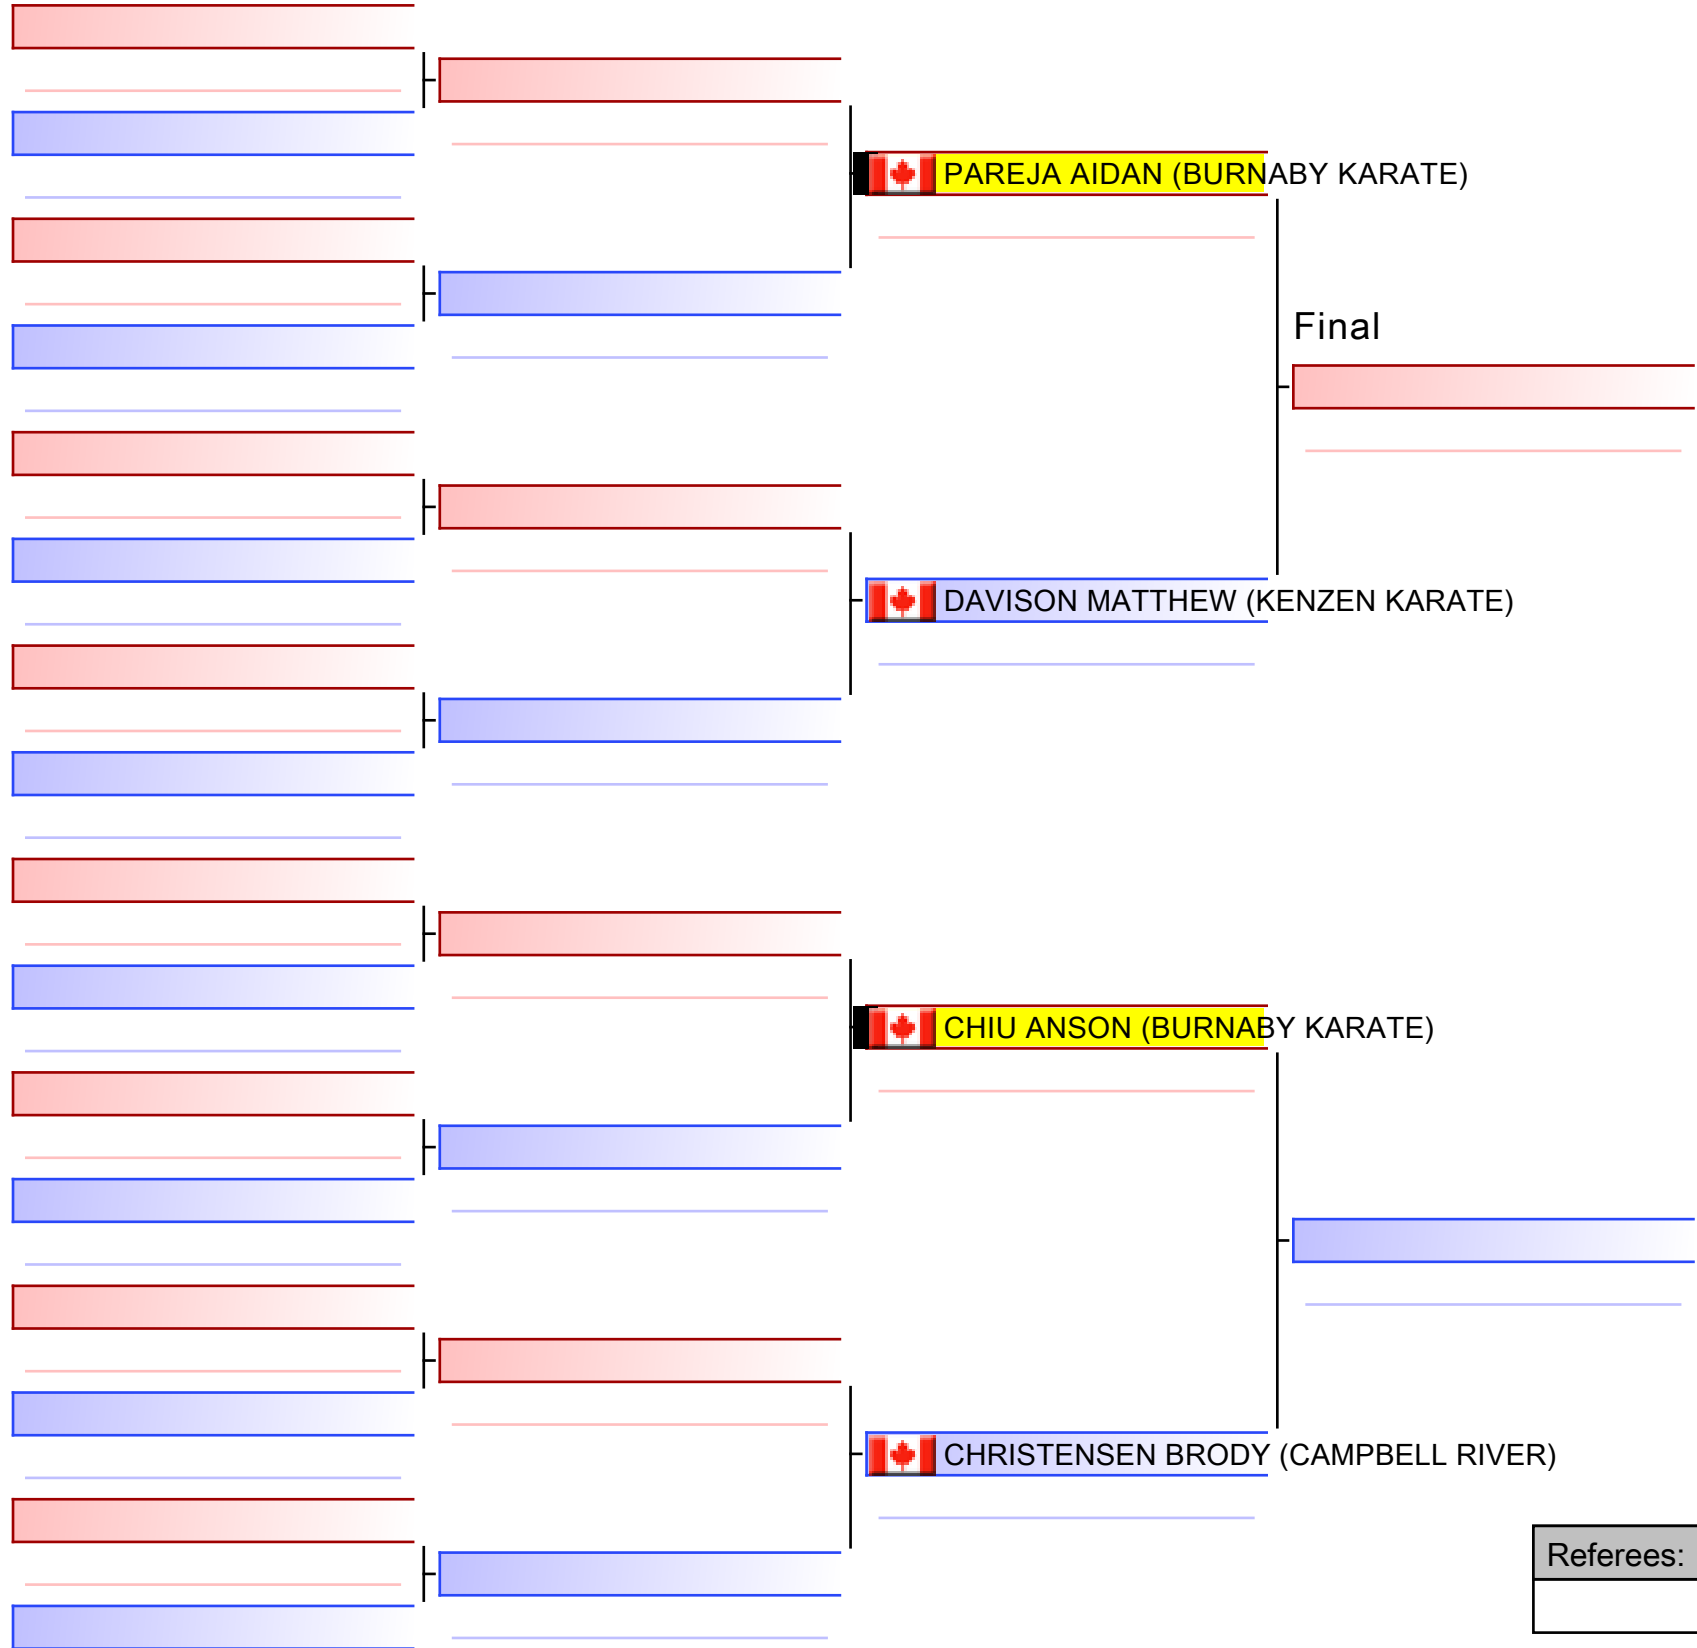 PAREJA AIDAN (BURNABY KARATE)
Final
DAVISON MATTHEW (KENZEN KARATE)
CHIU ANSON (BURNABY KARATE)
CHRISTENSEN BRODY (CAMPBELL RIVER)
Referees: